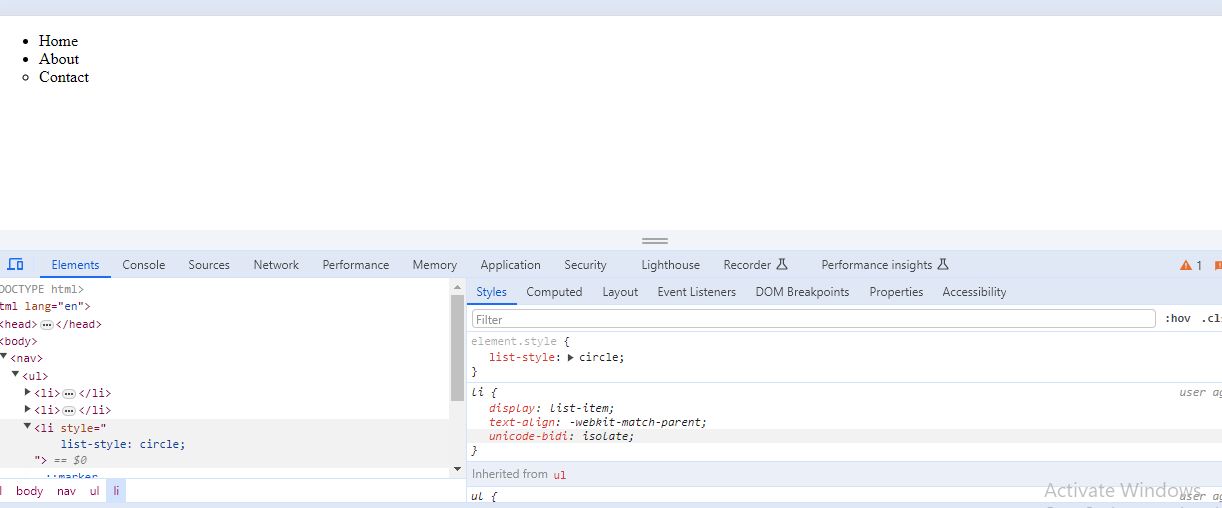 Home
About
Contact
Elements Console Sources Network Performance Memory Application Security Lighthouse Recorder Performance insights 1
DOCTYPE html>
tml lang="en">
<head> ••• </head>
<body>
<nav>
<ul>
<li> ••• </li>
<li> ••• </li>
<li style="
list-style: circle;
"> == $0
::marker
body nav ul li
Styles Computed Layout Event Listeners DOM Breakpoints Properties Accessibility
Filter :hov .cls
element.style {
list-style: circle;
}
li { user ag
display: list-item;
text-align: -webkit-match-parent;
unicode-bidi: isolate;
}
Inherited from ul
ul { user ag
Activate Windows